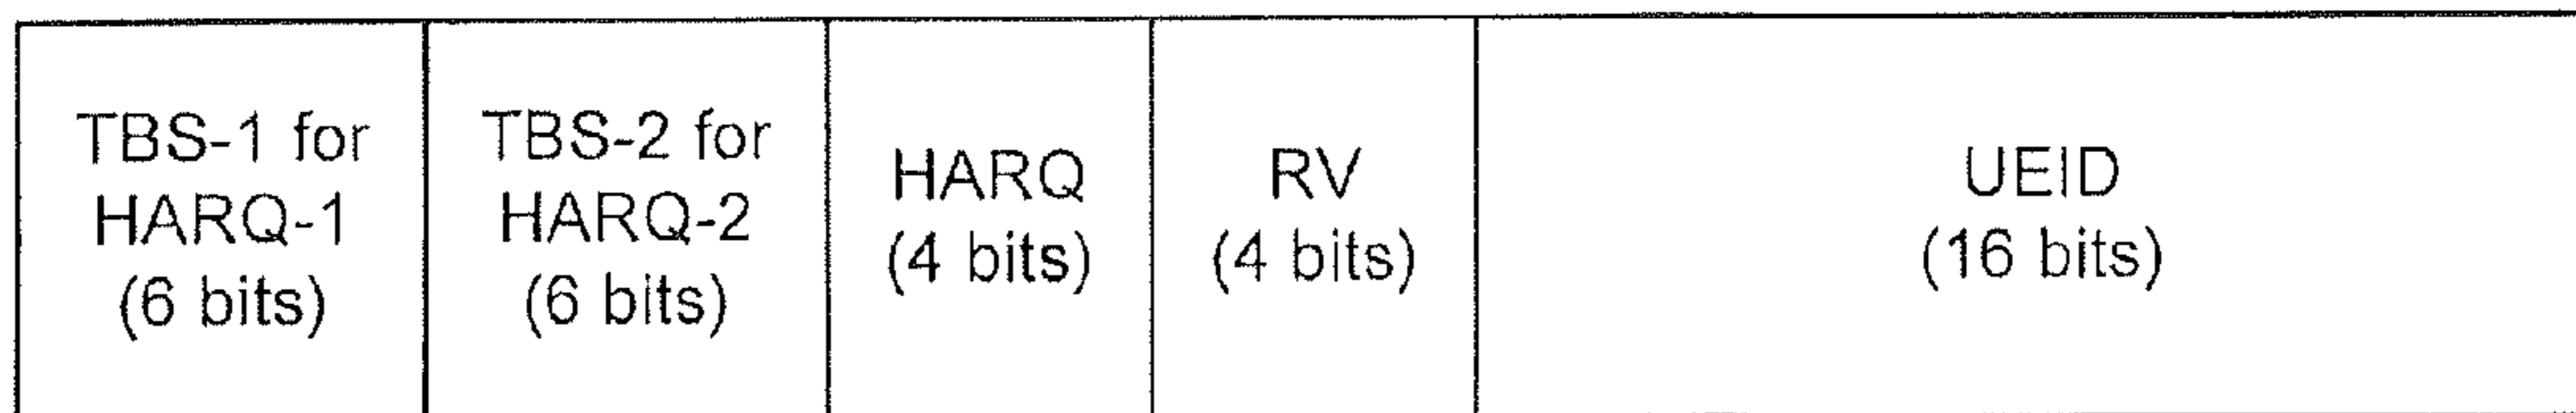 TBS-1 for
HARQ-1
(6 bits)
TBS-2 for
HARQ-2
(6 bits)
HARQ
(4 bits)
RV
(4 bits)
UEID
(16 bits)